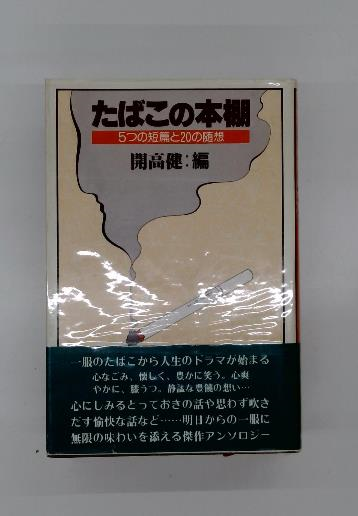 たばこの本棚
5つの短篇と20の随想
開高健:編
一服のたばこから人生のドラマが始まる
心なごみ、懐しく、豊かに笑う。心爽
やかに、膝うつ。静謐な豊饒の想い…
心にしみるとっておきの話や思わず吹き
だす愉快な話など……明日からの一服に
無限の味わいを添える傑作アンソロジー